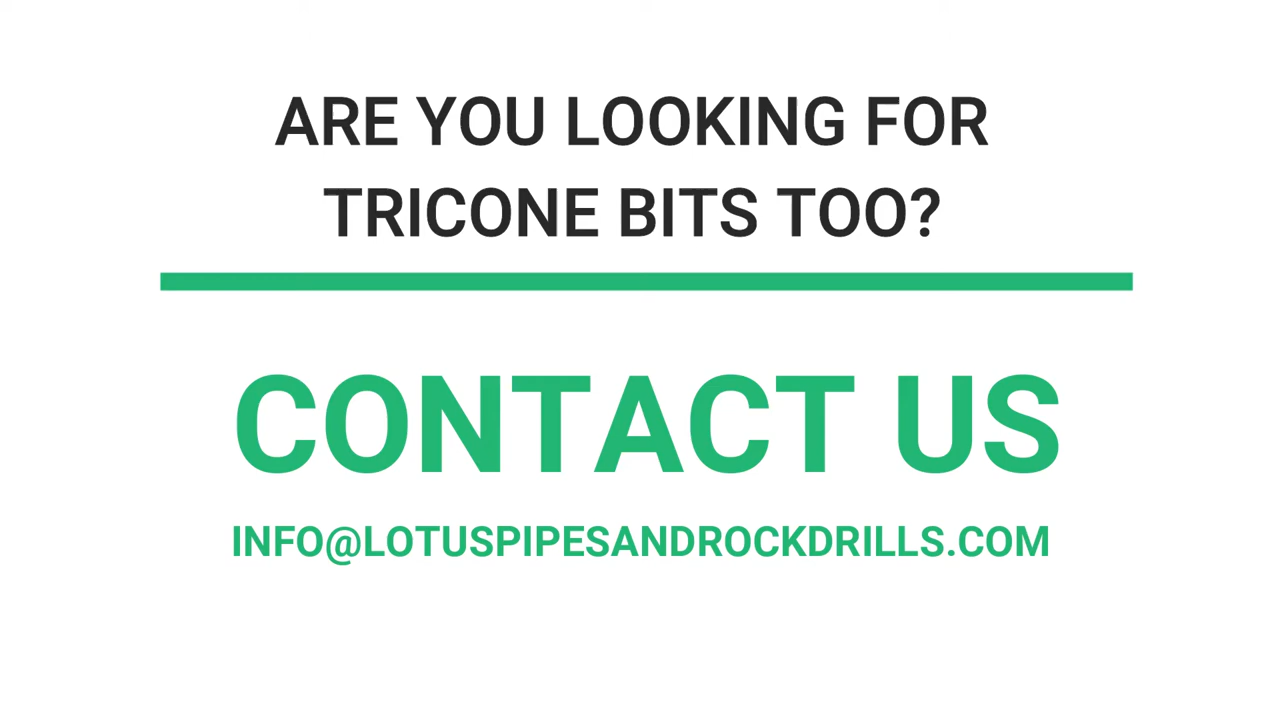 ARE YOU LOOKING FOR
TRICONE BITS TOO?
CONTACT US
INFO@LOTUSPIPESANDROCKDRILLS.COM